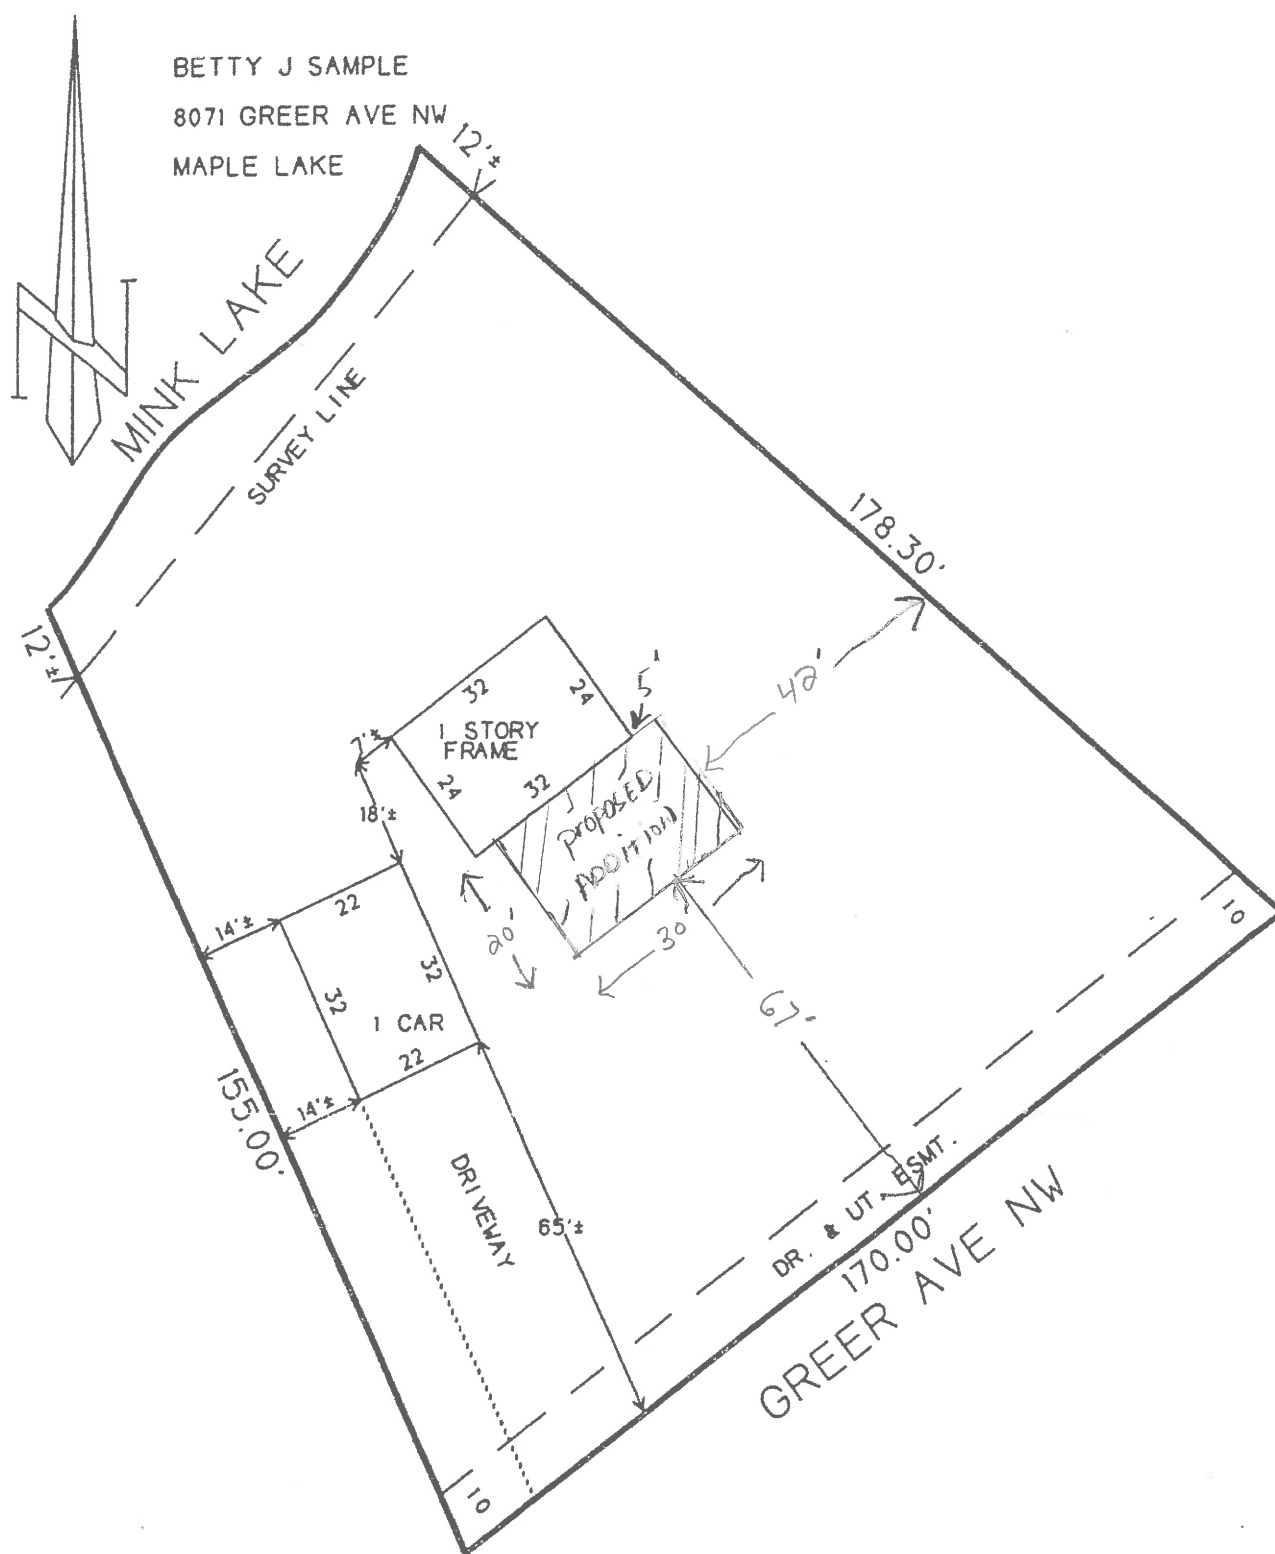 BETTY J SAMPLE
8071 GREER AVE NW
MAPLE LAKE
N
12'±
MINK LAKE
SURVEY LINE
178.30'
12'±
32
24
5'
42'
7'±
1 STORY
FRAME
24
32
18'±
PROPOSED
ADDITION
20'
30'
14'±
22
32
32
1 CAR
22
14'±
67'
155.00'
DRIVEWAY
65'±
10
DR. & UT. ESMT.
170.00'
GREER AVE NW
10